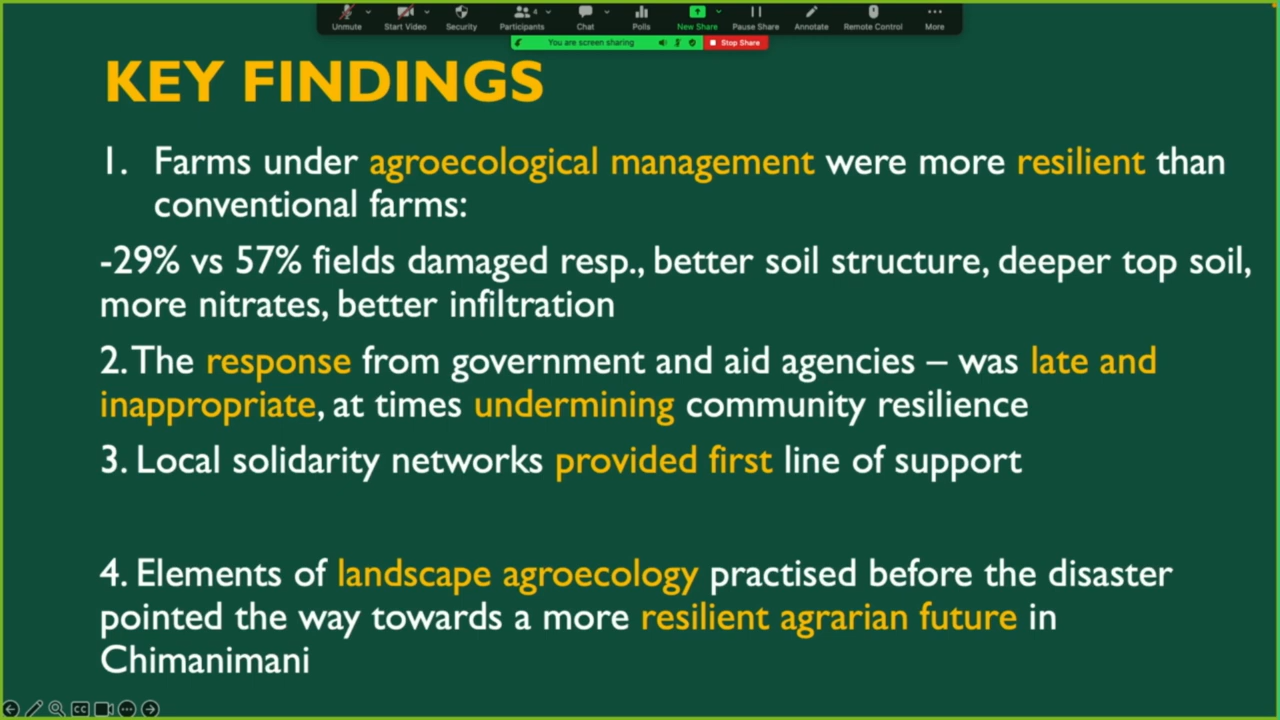 Unmute
Start Video
Security
4
Participants
Chat
Polls
New Share
Pause Share
Annotate
Remote Control
More
You are screen sharing
Stop Share
KEY FINDINGS
1. Farms under agroecological management were more resilient than
conventional farms:
-29% vs 57% fields damaged resp., better soil structure, deeper top soil,
more nitrates, better infiltration
2. The response from government and aid agencies – was late and
inappropriate, at times undermining community resilience
3. Local solidarity networks provided first line of support
4. Elements of landscape agroecology practised before the disaster
pointed the way towards a more resilient agrarian future in
Chimanimani
CC